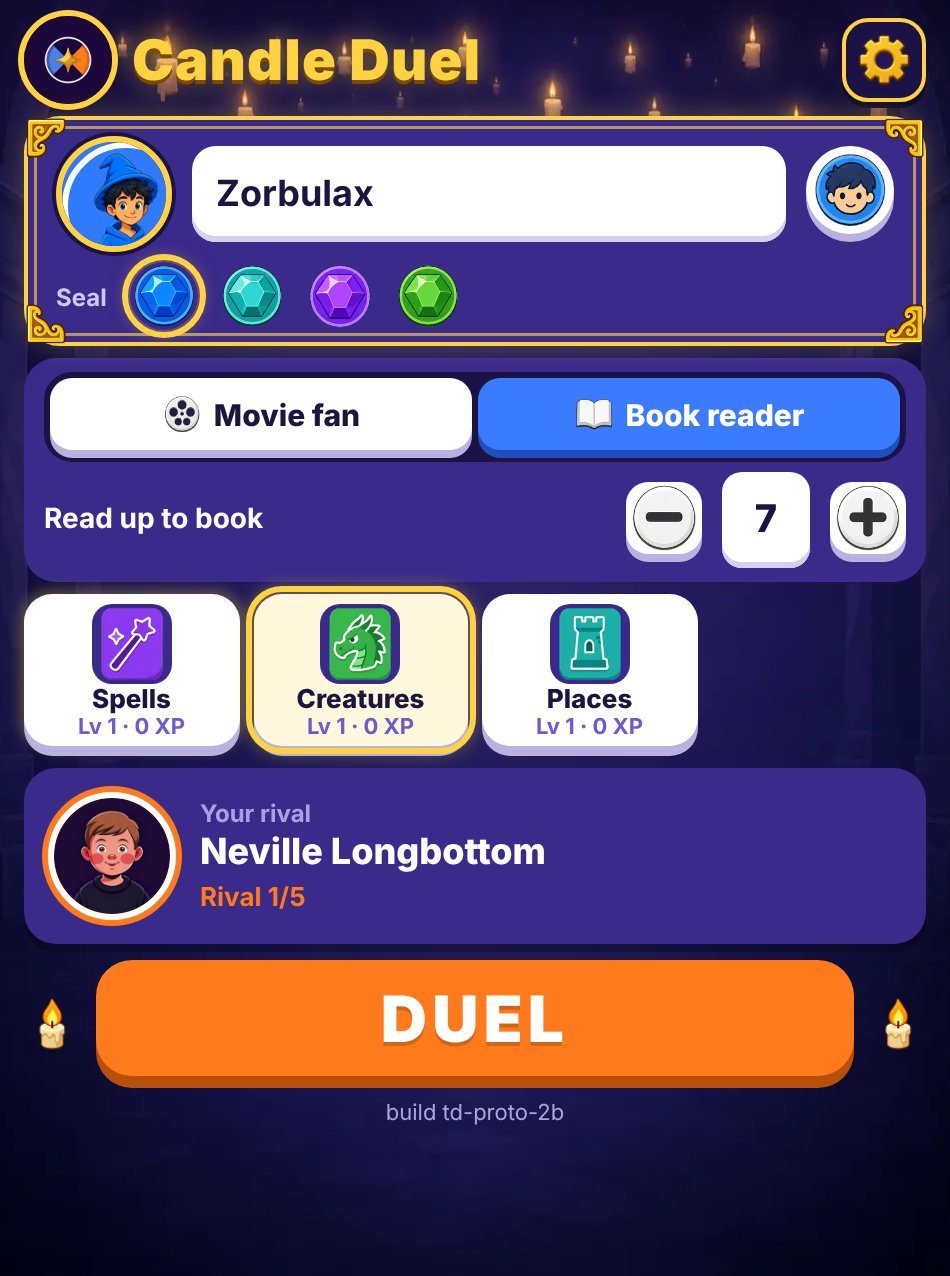 Candle Duel
Zorbulax
Seal
Movie fan
Book reader
Read up to book
7
Spells
Lv 1 · 0 XP
Creatures
Lv 1 · 0 XP
Places
Lv 1 · 0 XP
Your rival
Neville Longbottom
Rival 1/5
DUEL
build td-proto-2b